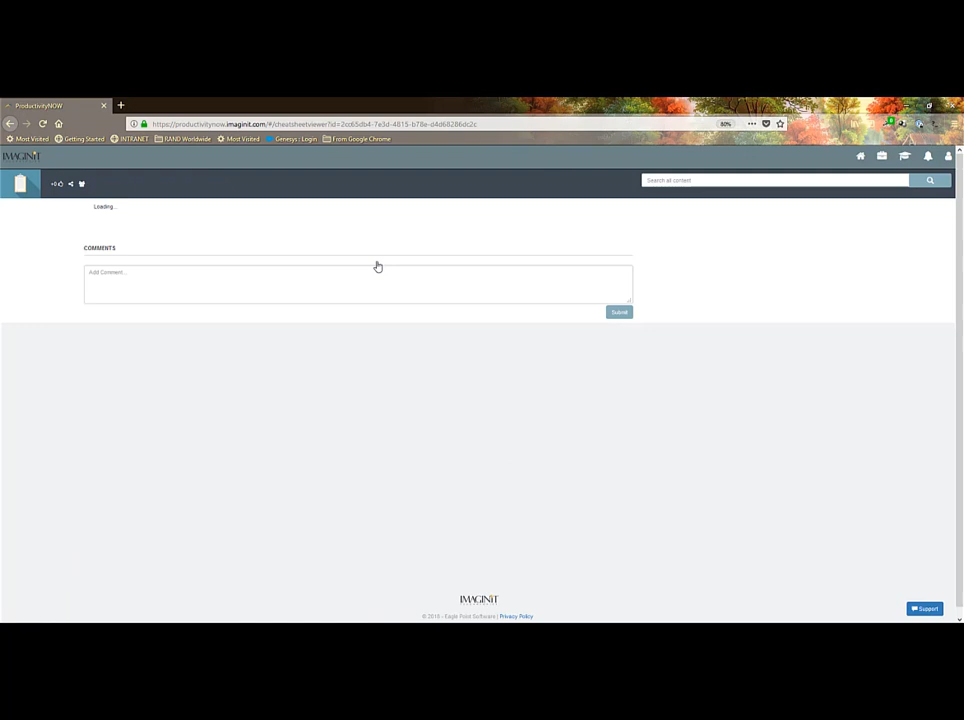 ProductivityNOW
https://productivitynow.imaginit.com/#/cheatsheetviewer?id=2cc65db4-7e3d-4815-b78e-d4d68286dc2c
80%
Most Visited Getting Started INTRANET RAND Worldwide Most Visited Genesys : Login From Google Chrome
IMAGINiT
+0
Search all content
Loading...
COMMENTS
Add Comment...
Submit
IMAGINiT
Support
© 2018 - Eagle Point Software | Privacy Policy